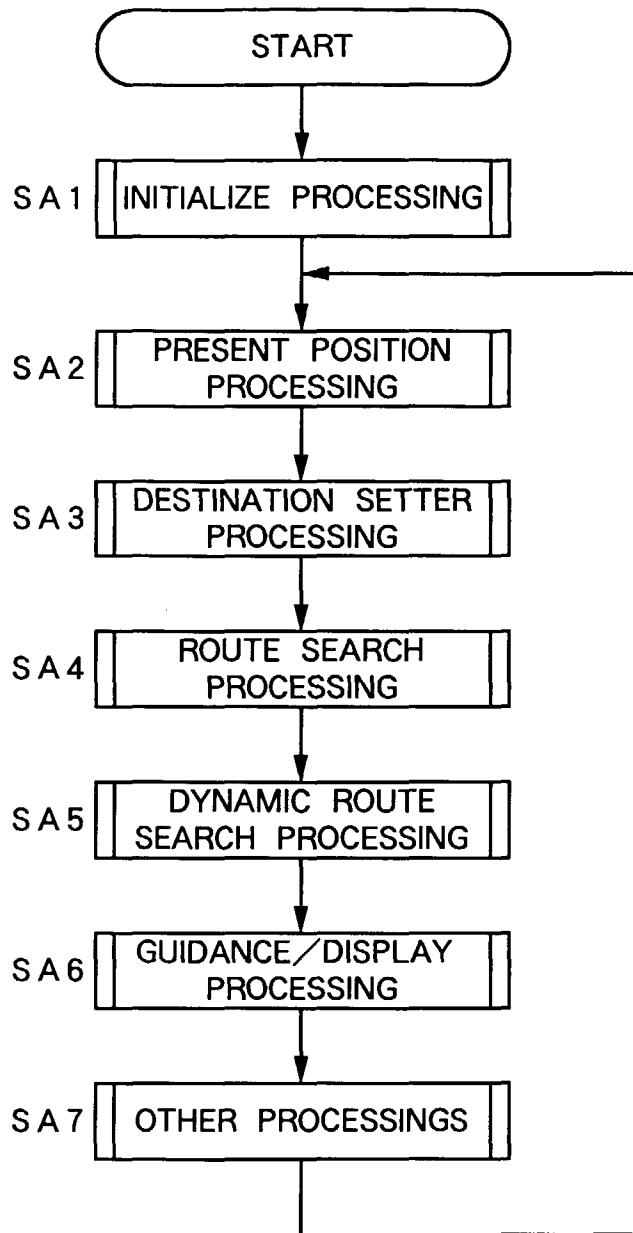 START
SA1 INITIALIZE PROCESSING
SA2 PRESENT POSITION
PROCESSING
SA3 DESTINATION SETTER
PROCESSING
SA4 ROUTE SEARCH
PROCESSING
SA5 DYNAMIC ROUTE
SEARCH PROCESSING
SA6 GUIDANCE/DISPLAY
PROCESSING
SA7 OTHER PROCESSINGS